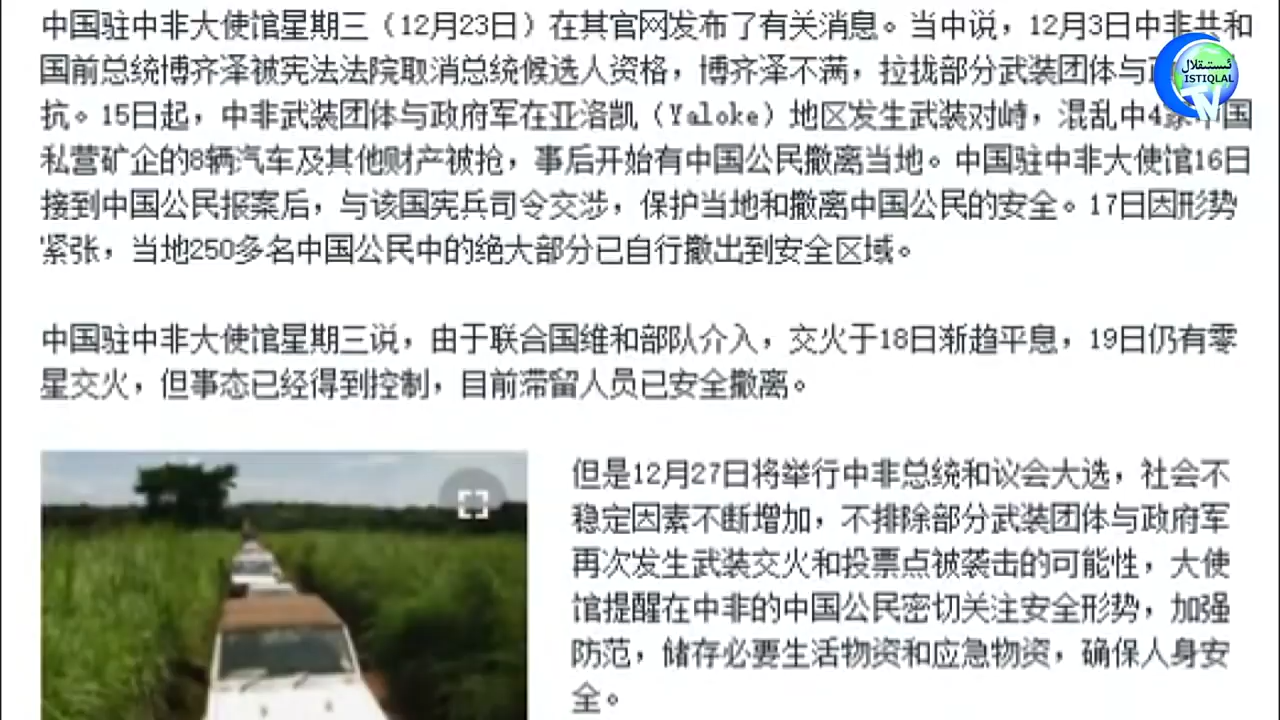 中国驻中非大使馆星期三（12月23日）在其官网发布了有关消息。当中说，12月3日中非共和
国前总统博齐泽被宪法法院取消总统候选人资格，博齐泽不满，拉拢部分武装团体与
抗。15日起，中非武装团体与政府军在亚洛凯（Yaloke）地区发生武装对峙，混乱中4家中国
私营矿企的8辆汽车及其他财产被抢，事后开始有中国公民撤离当地。中国驻中非大使馆16日
接到中国公民报案后，与该国宪兵司令交涉，保护当地和撤离中国公民的安全。17日因形势
紧张，当地250多名中国公民中的绝大部分已自行撤出到安全区域。
中国驻中非大使馆星期三说，由于联合国维和部队介入，交火于18日渐趋平息，19日仍有零
星交火，但事态已经得到控制，目前滞留人员已安全撤离。
但是12月27日将举行中非总统和议会大选，社会不
稳定因素不断增加，不排除部分武装团体与政府军
再次发生武装交火和投票点被袭击的可能性，大使
馆提醒在中非的中国公民密切关注安全形势，加强
防范，储存必要生活物资和应急物资，确保人身安
全。
ئىستىقلال
ISTIQLAL
TV